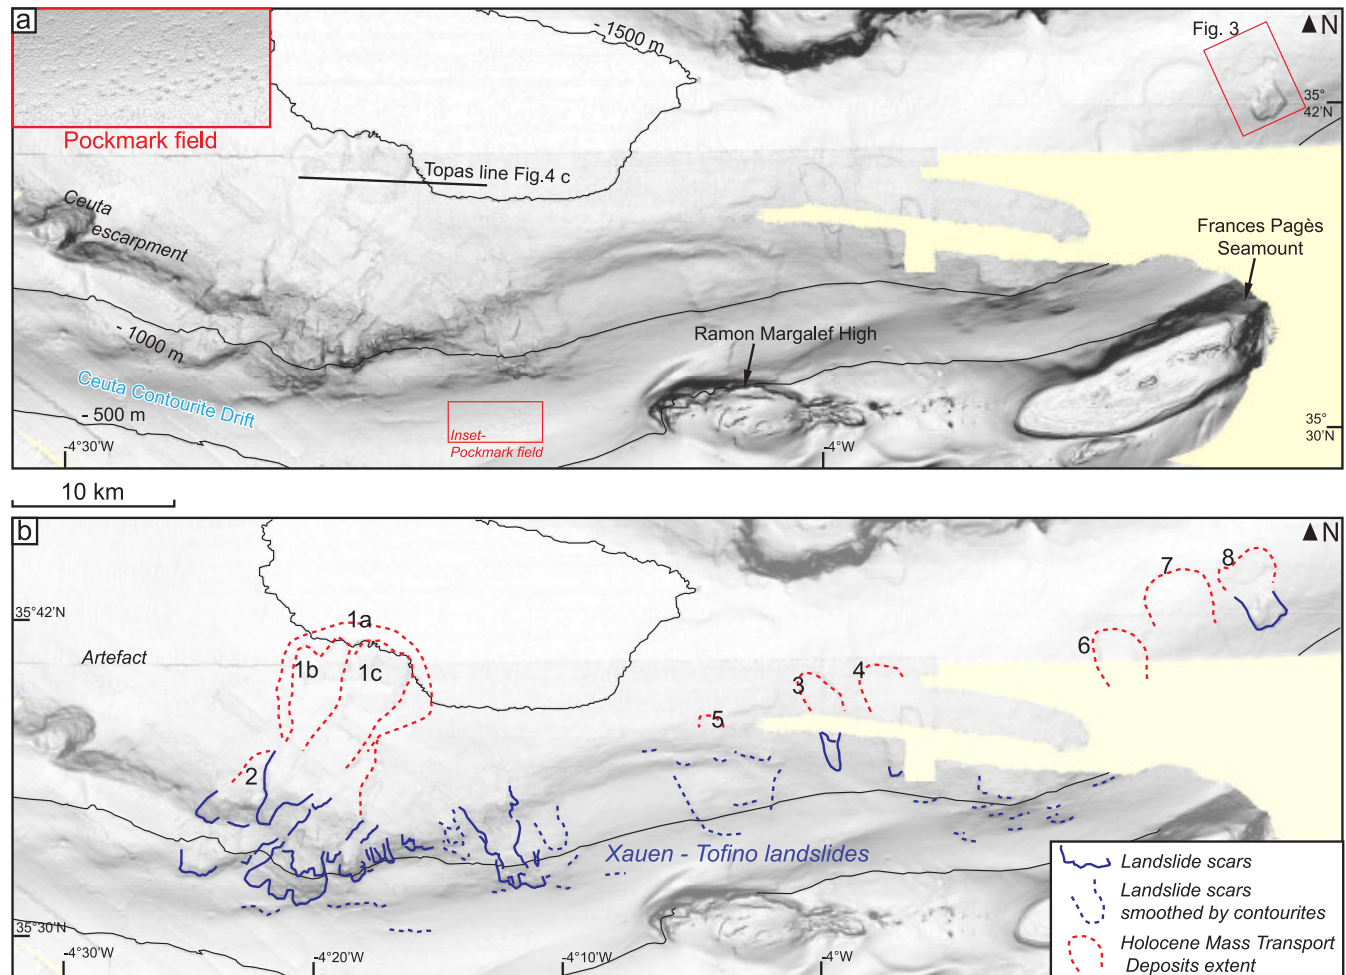 a
Pockmark field
- 1500 m
Fig. 3
N
35°
42'N
Topas line Fig.4 c
Ceuta
escarpment
Frances Pagès
Seamount
- 1000 m
Ramon Margalef High
Ceuta Contourite Drift
- 500 m
Inset-
Pockmark field
-4°30'W
-4°W
35°
30'N
10 km
b
N
35°42'N
Artefact
1a
1b
1c
2
3
4
5
6
7
8
Xauen - Tofino landslides
35°30'N
-4°30'W
-4°20'W
-4°10'W
-4°W
Landslide scars
Landslide scars
smoothed by contourites
Holocene Mass Transport
Deposits extent